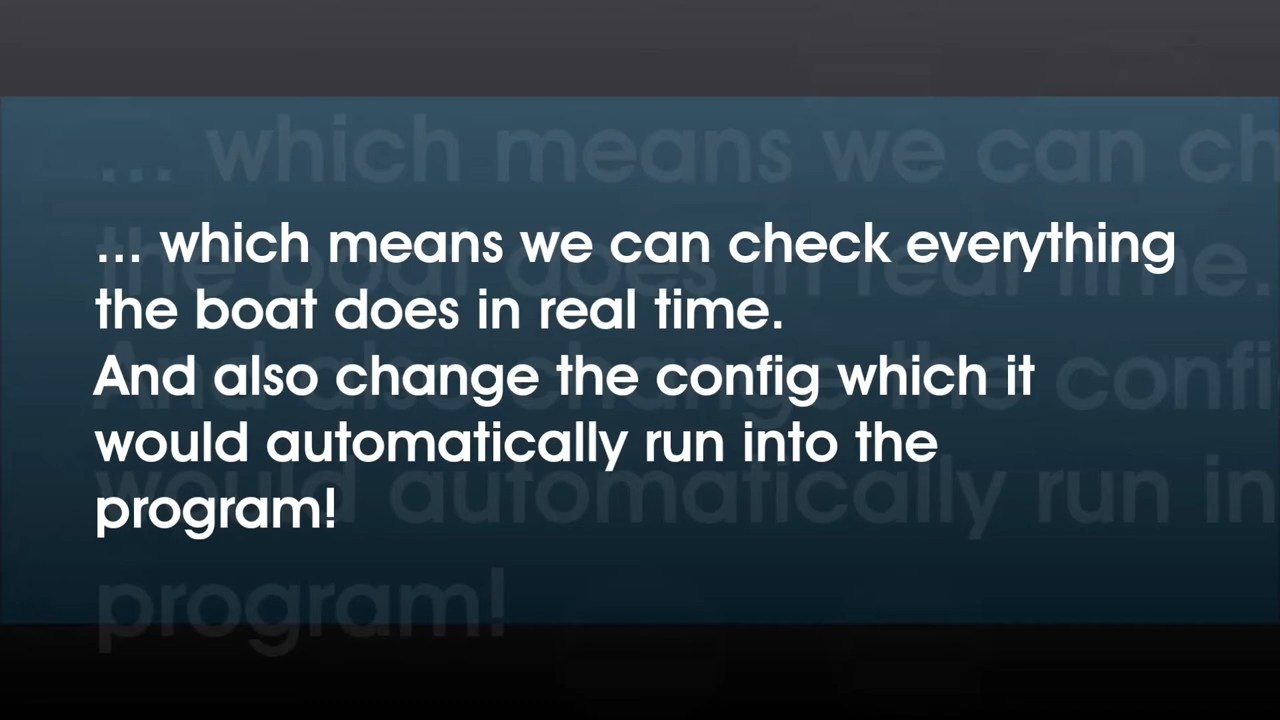 ... which means we can check everything
the boat does in real time.
And also change the config which it
would automatically run into the
program!